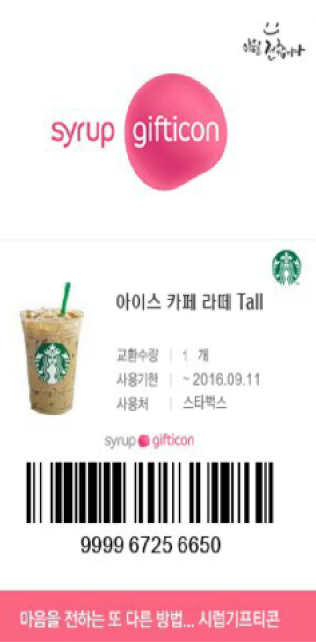 syrup gifticon
아이스 카페 라떼 Tall
교환수량 | 1 개
사용기한 | ~ 2016.09.11
사용처 | 스타벅스
syrup gifticon
9999 6725 6650
마음을 전하는 또 다른 방법... 시럽기프티콘